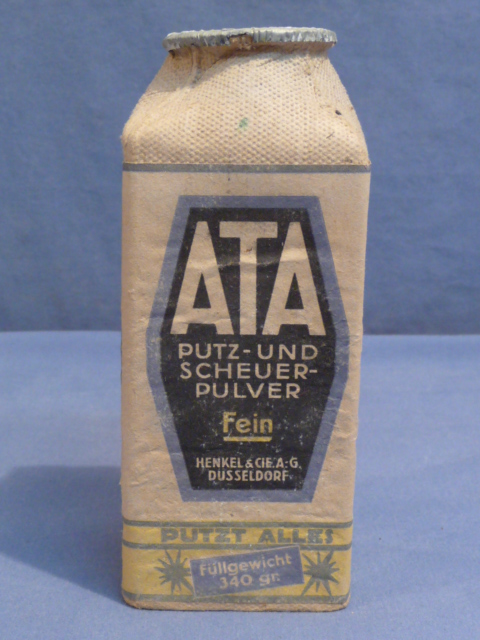 ATA
PUTZ-UND
SCHEUER-
PULVER
Fein
HENKEL & CIE. A:G.
DÜSSELDORF
PUTZT ALLES
Füllgewicht
340 gr.